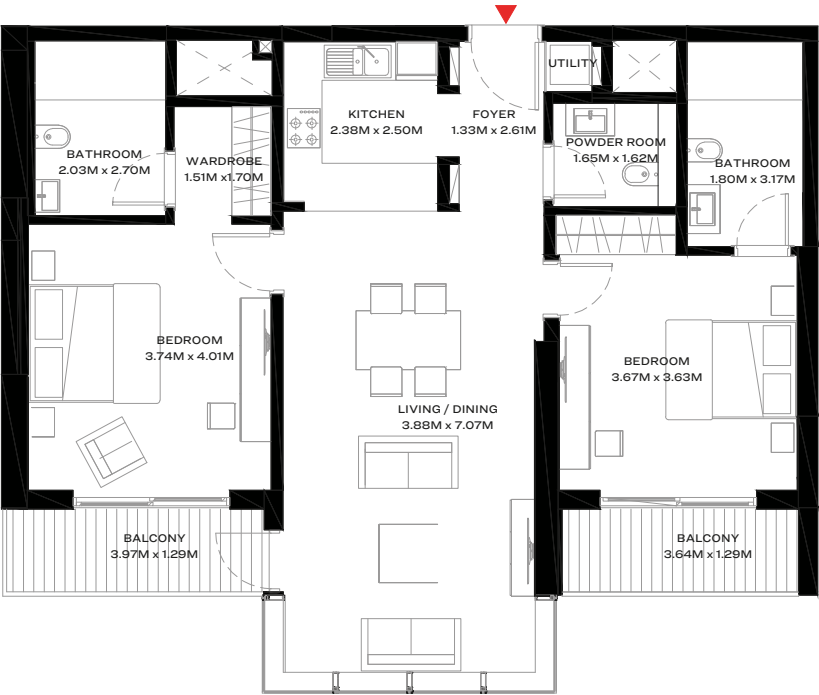 UTILITY
KITCHEN
2.38M x 2.50M
FOYER
1.33M x 2.61M
POWDER ROOM
1.65M x 1.62M
BATHROOM
2.03M x 2.70M
WARDROBE
1.51M x1.70M
BATHROOM
1.80M x 3.17M
BEDROOM
3.74M x 4.01M
BEDROOM
3.67M x 3.63M
LIVING / DINING
3.88M x 7.07M
BALCONY
3.97M x 1.29M
BALCONY
3.64M x 1.29M